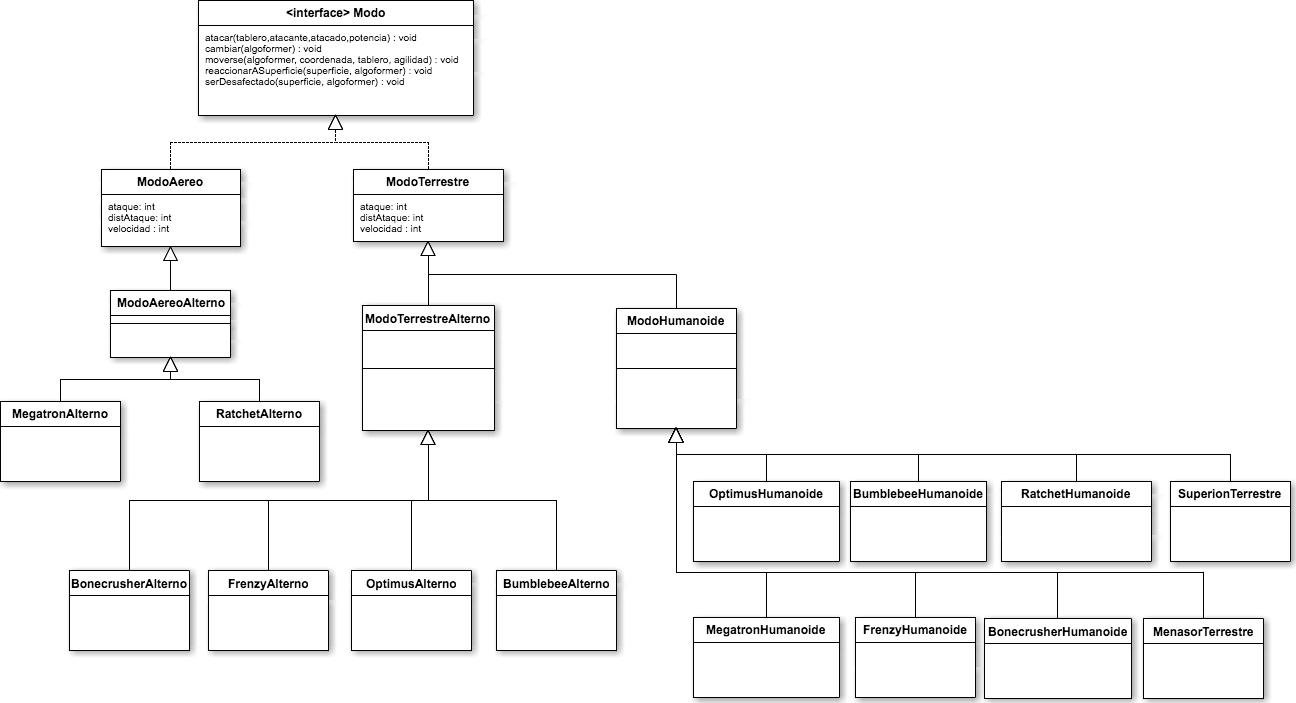 <interface> Modo
atacar(tablero,atacante,atacado,potencia) : void
cambiar(algoformer) : void
moverse(algoformer, coordenada, tablero, agilidad) : void
reaccionarASuperficie(superficie, algoformer) : void
serDesafectado(superficie, algoformer) : void
ModoAereo
ataque: int
distAtaque: int
velocidad : int
ModoTerrestre
ataque: int
distAtaque: int
velocidad : int
ModoAereoAlterno
ModoTerrestreAlterno
ModoHumanoide
MegatronAlterno
RatchetAlterno
OptimusHumanoide
BumblebeeHumanoide
RatchetHumanoide
SuperionTerrestre
BonecrusherAlterno
FrenzyAlterno
OptimusAlterno
BumblebeeAlterno
MegatronHumanoide
FrenzyHumanoide
BonecrusherHumanoide
MenasorTerrestre